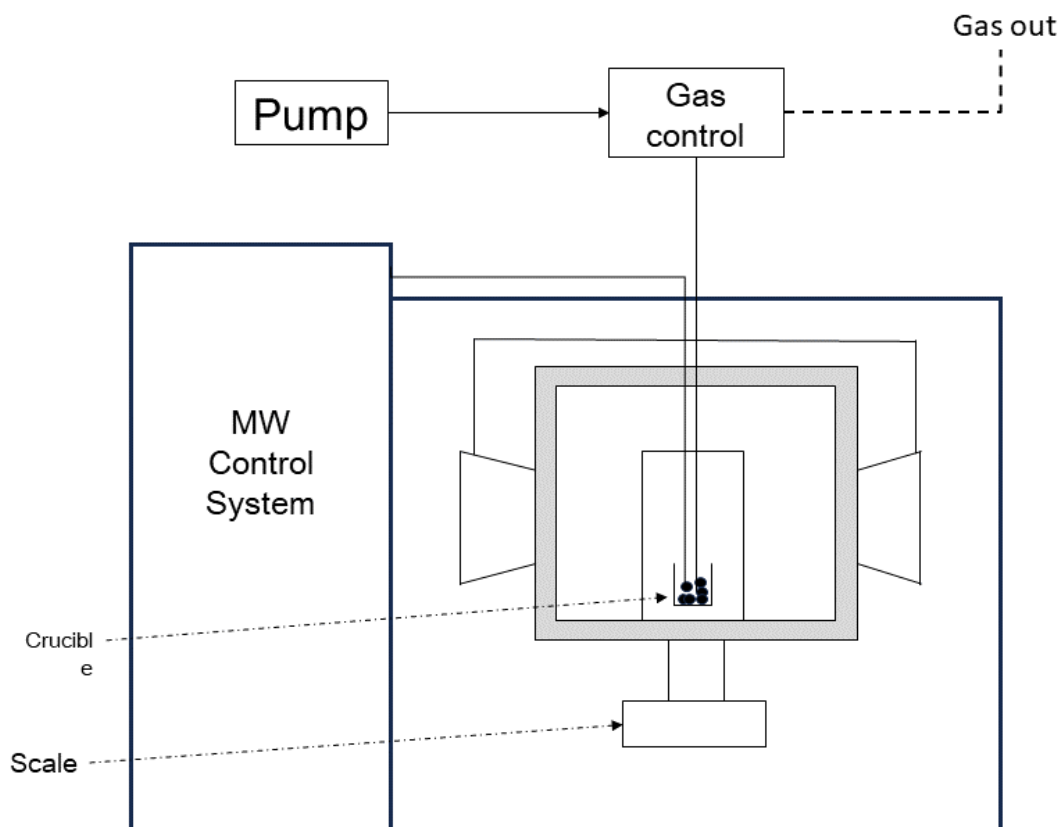 Gas out
Pump
Gas
control
MW
Control
System
Crucibl
e
Scale